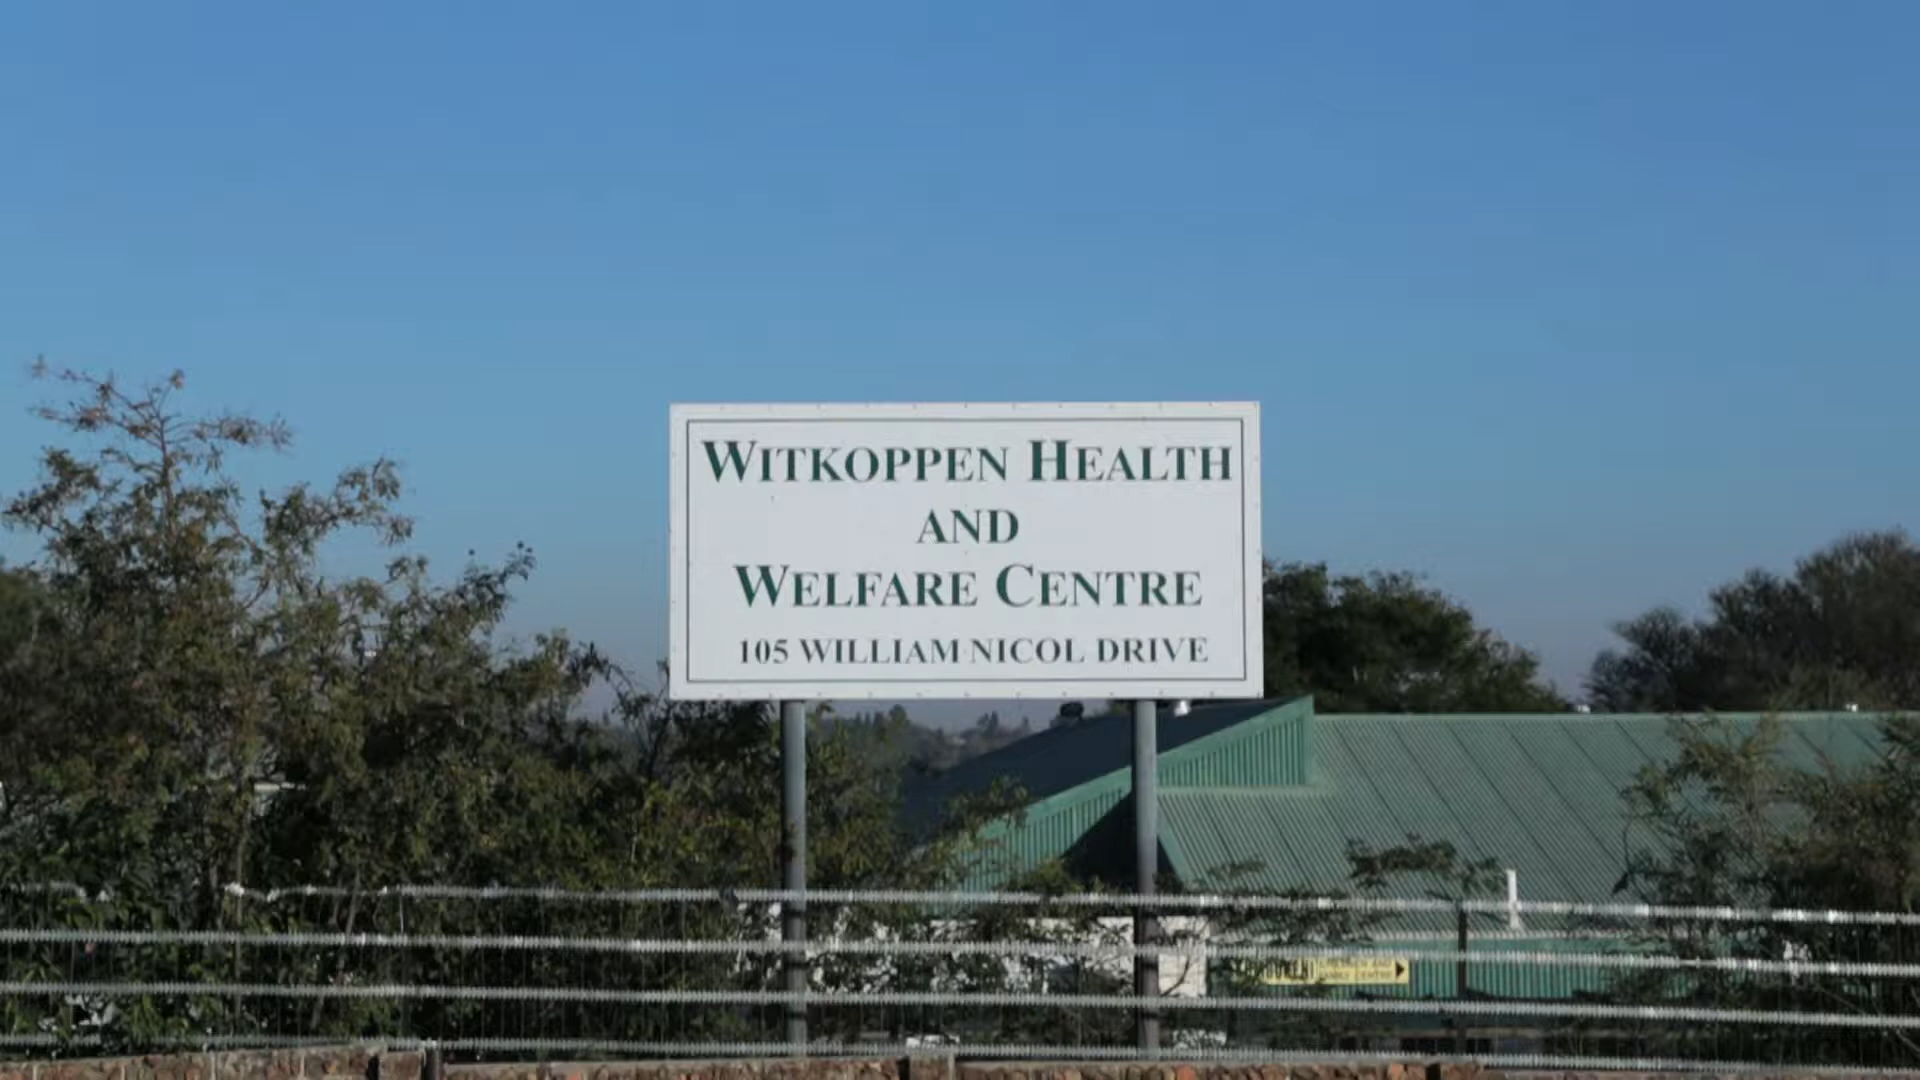 WITKOPPEN HEALTH
AND
WELFARE CENTRE
105 WILLIAM NICOL DRIVE